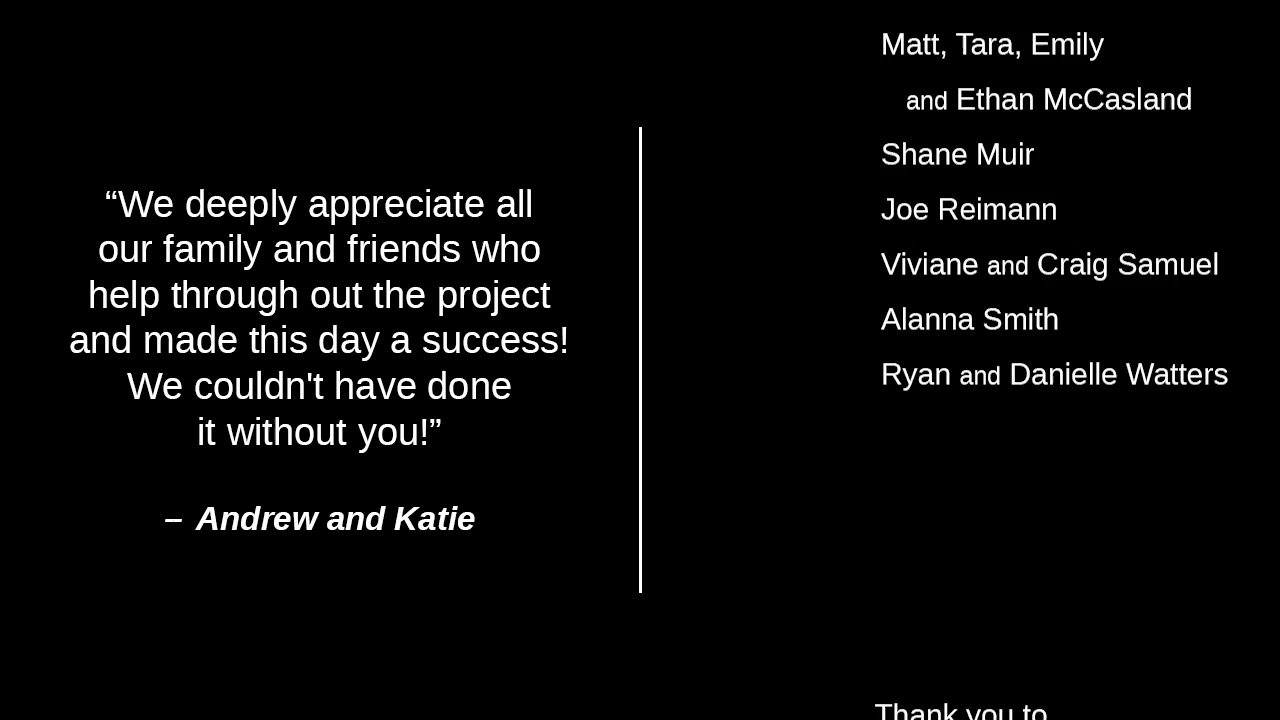 “We deeply appreciate all
our family and friends who
help through out the project
and made this day a success!
We couldn't have done
it without you!”
– Andrew and Katie
Matt, Tara, Emily
and Ethan McCasland
Shane Muir
Joe Reimann
Viviane and Craig Samuel
Alanna Smith
Ryan and Danielle Watters
Thank you to